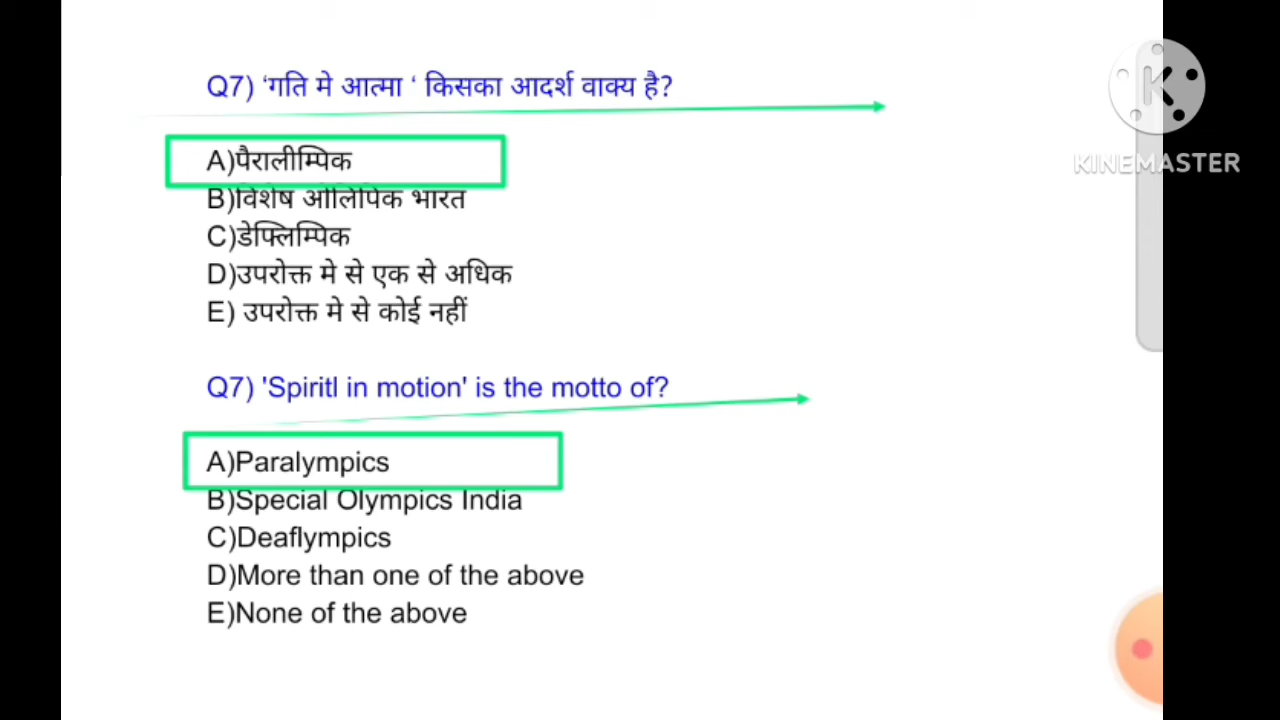 Q7) ‘गति मे आत्मा ‘ किसका आदर्श वाक्य है?
A)पैरालीम्पिक
B)विशेष ओलिंपिक भारत
C)डेफ्लिम्पिक
D)उपरोक्त मे से एक से अधिक
E) उपरोक्त मे से कोई नहीं
Q7) 'Spiritl in motion' is the motto of?
A)Paralympics
B)Special Olympics India
C)Deaflympics
D)More than one of the above
E)None of the above
K
KINEMASTER